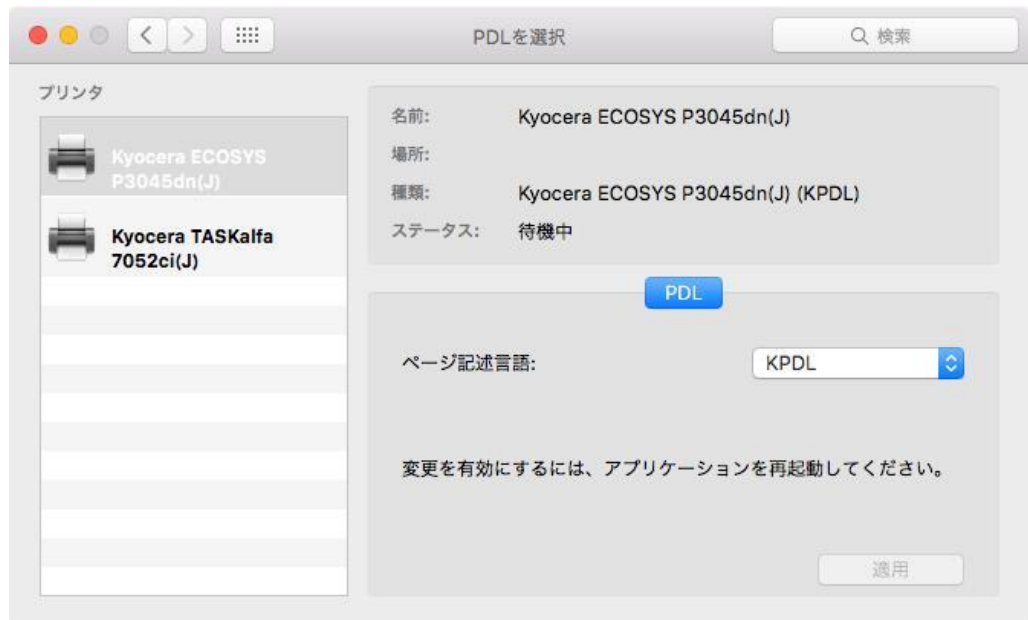 PDLを選択
検索
プリンタ
Kyocera ECOSYS
P3045dn(J)
Kyocera TASKalfa
7052ci(J)
名前: Kyocera ECOSYS P3045dn(J)
場所:
種類: Kyocera ECOSYS P3045dn(J) (KPDL)
ステータス: 待機中
PDL
ページ記述言語: KPDL
変更を有効にするには、アプリケーションを再起動してください。
適用